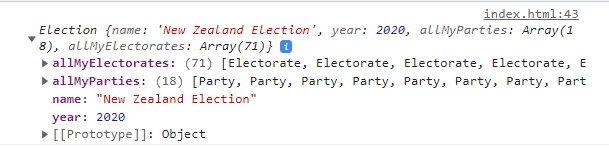 index.html:43
Election {name: 'New Zealand Election', year: 2020, allMyParties: Array(1
8), allMyElectorates: Array(71)} i
allMyElectorates: (71) [Electorate, Electorate, Electorate, Electorate, E
allMyParties: (18) [Party, Party, Party, Party, Party, Party, Party, Part
name: "New Zealand Election"
year: 2020
[[Prototype]]: Object